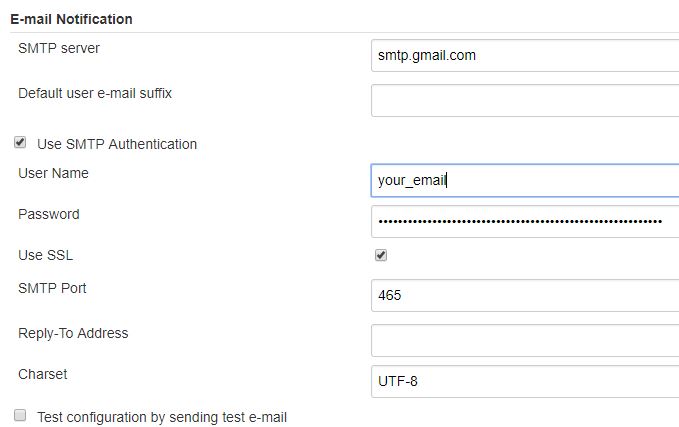 E-mail Notification
SMTP server smtp.gmail.com
Default user e-mail suffix
Use SMTP Authentication
User Name your_email
Password ••••••••••••••••••••••••••••••••••••••••••••••••••••••••••
Use SSL
SMTP Port 465
Reply-To Address
Charset UTF-8
Test configuration by sending test e-mail